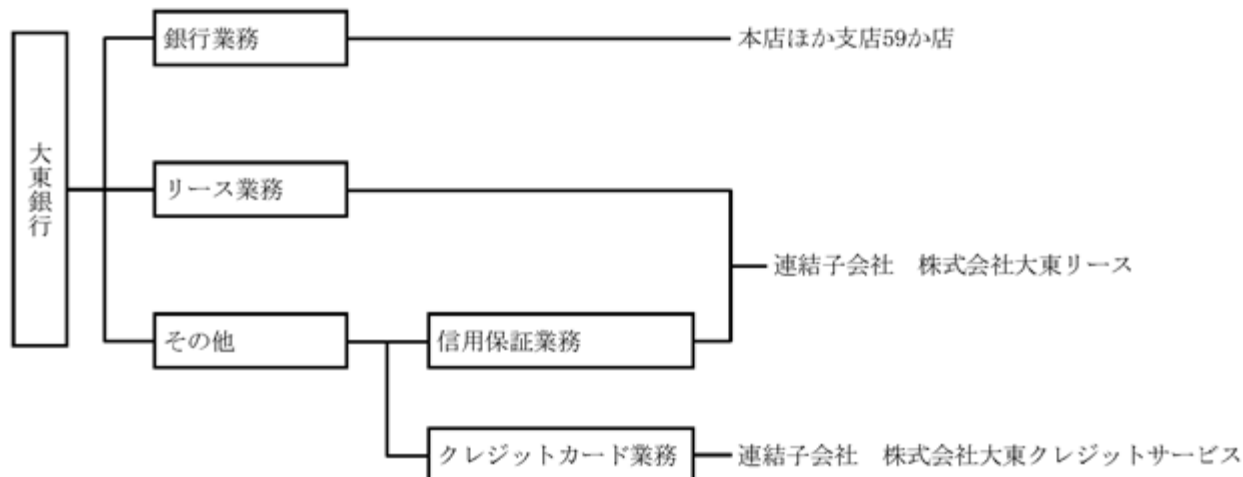 銀行業務
本店ほか支店59か店
大東銀行
リース業務
連結子会社　株式会社大東リース
その他
信用保証業務
クレジットカード業務
連結子会社　株式会社大東クレジットサービス